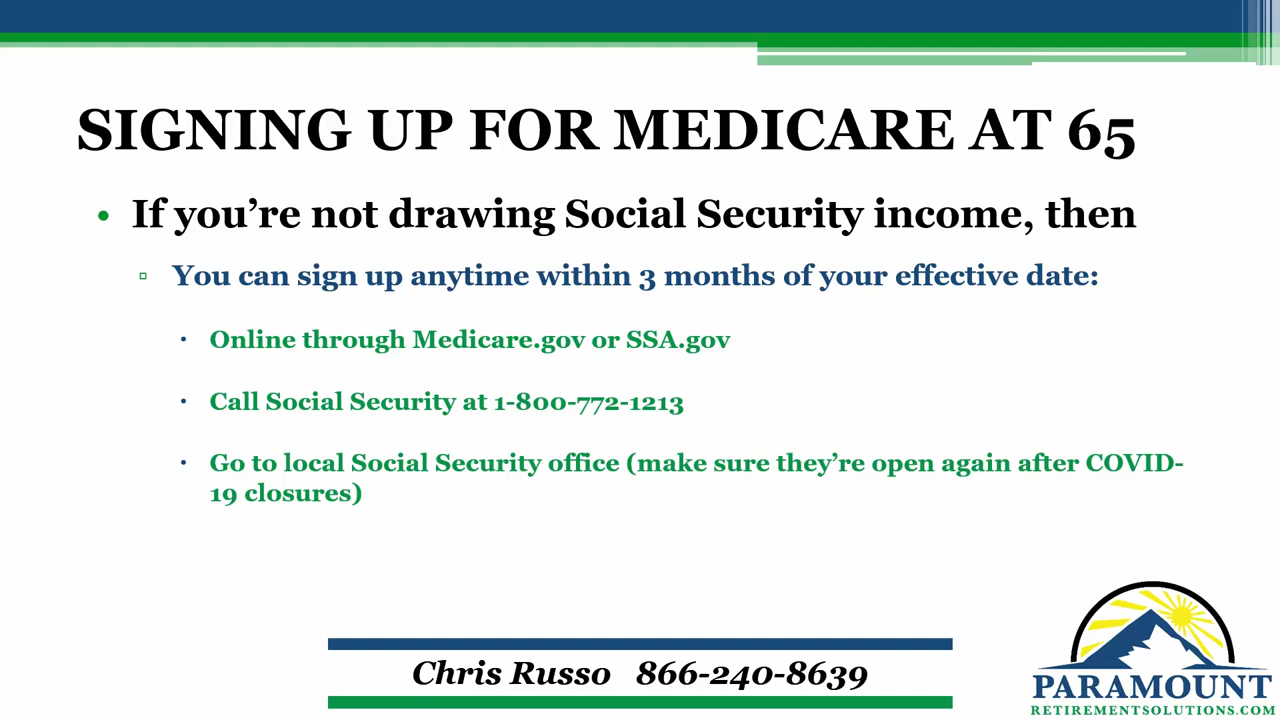 SIGNING UP FOR MEDICARE AT 65
• If you're not drawing Social Security income, then
▫ You can sign up anytime within 3 months of your effective date:
· Online through Medicare.gov or SSA.gov
· Call Social Security at 1-800-772-1213
· Go to local Social Security office (make sure they're open again after COVID-
19 closures)
Chris Russo 866-240-8639
PARAMOUNT
RETIREMENTSOLUTIONS.COM